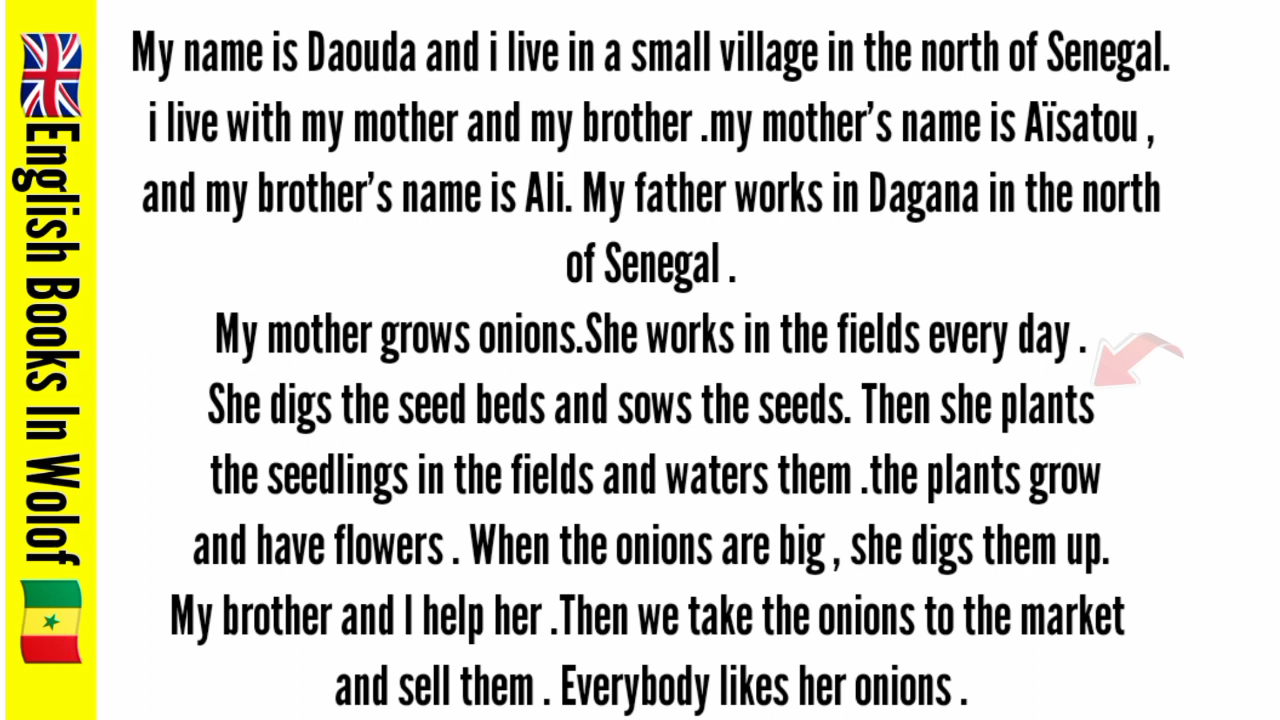 English Books In Wolof
My name is Daouda and i live in a small village in the north of Senegal.
i live with my mother and my brother .my mother’s name is Aïsatou ,
and my brother’s name is Ali. My father works in Dagana in the north
of Senegal .
My mother grows onions.She works in the fields every day .
She digs the seed beds and sows the seeds. Then she plants
the seedlings in the fields and waters them .the plants grow
and have flowers . When the onions are big , she digs them up.
My brother and I help her .Then we take the onions to the market
and sell them . Everybody likes her onions .